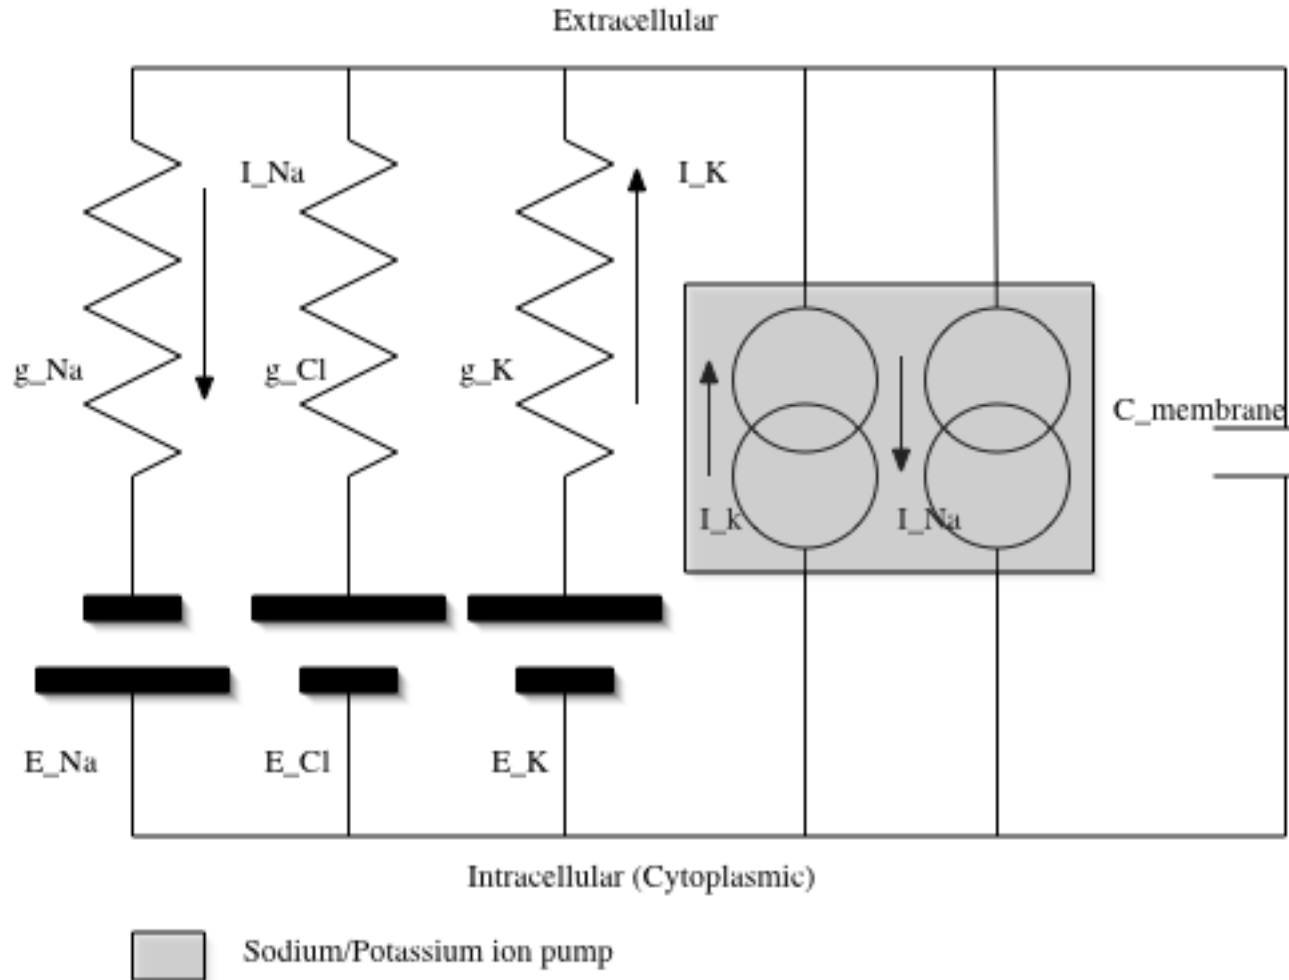 Extracellular
I_Na
I_K
g_Na
g_Cl
g_K
C_membrane
I_k
I_Na
E_Na
E_Cl
E_K
Intracellular (Cytoplasmic)
Sodium/Potassium ion pump